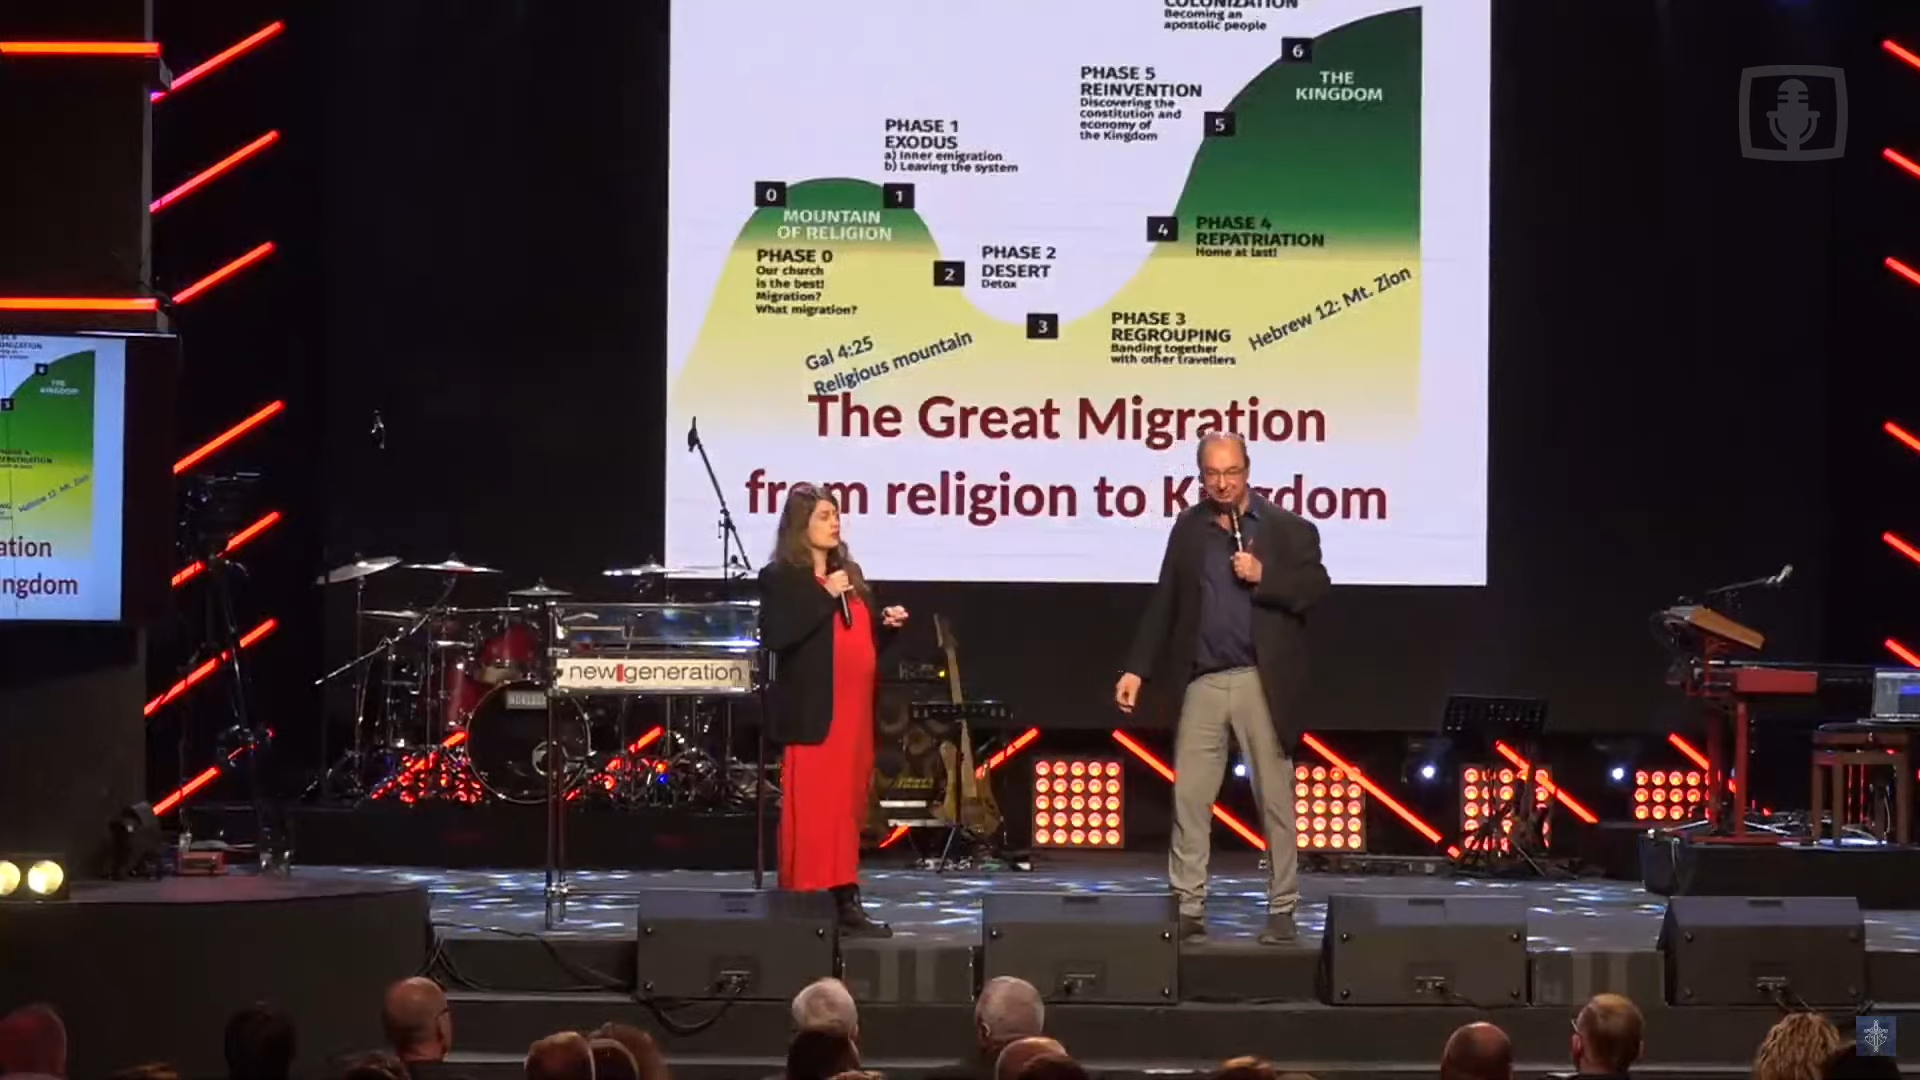 COLONIZATION
Becoming an
apostolic people
6
THE
KINGDOM
PHASE 5
REINVENTION
Discovering the
constitution and
economy of
the Kingdom
5
PHASE 1
EXODUS
a) Inner emigration
b) Leaving the system
0
1
MOUNTAIN
OF RELIGION
PHASE 0
Our church
is the best!
Migration?
What migration?
2
PHASE 2
DESERT
Detox
3
PHASE 3
REGROUPING
Banding together
with other travellers
4
PHASE 4
REPATRIATION
Home at last!
Gal 4:25
Religious mountain
Hebrew 12: Mt. Zion
The Great Migration
from religion to Kingdom
ation
ngdom
new generation